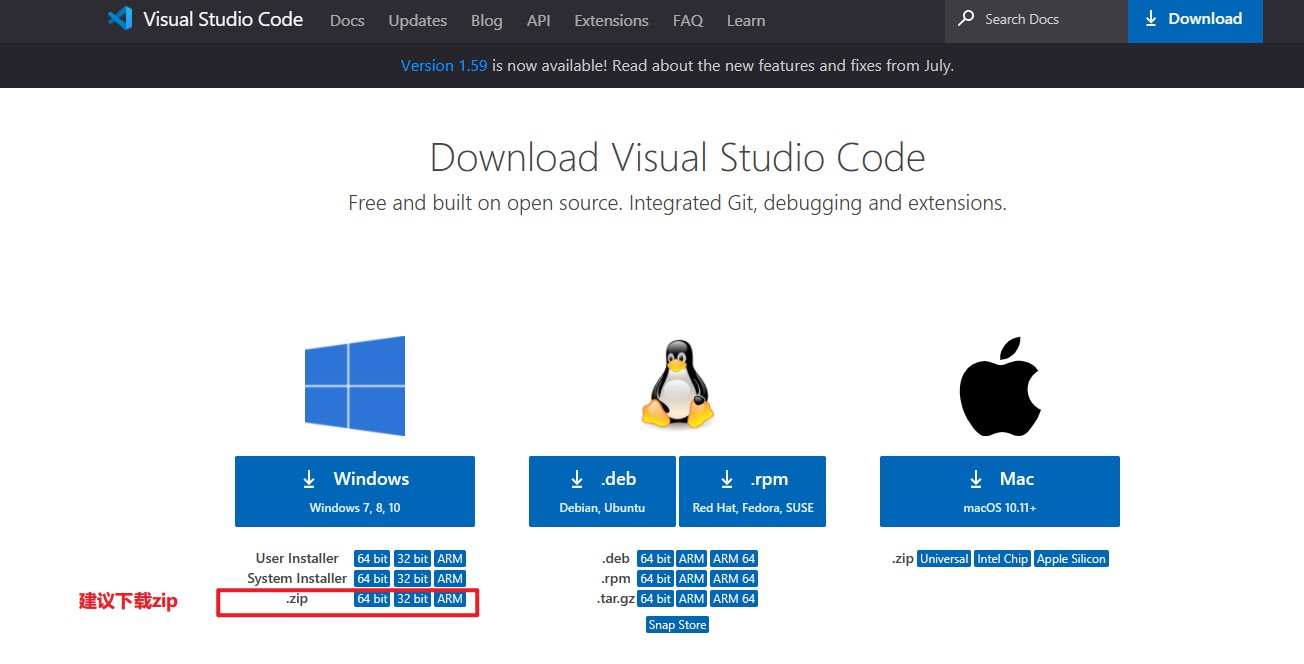 Visual Studio Code Docs Updates Blog API Extensions FAQ Learn Search Docs Download
Version 1.59 is now available! Read about the new features and fixes from July.
Download Visual Studio Code
Free and built on open source. Integrated Git, debugging and extensions.
Windows
Windows 7, 8, 10
.deb
Debian, Ubuntu
.rpm
Red Hat, Fedora, SUSE
Mac
macOS 10.11+
User Installer 64 bit 32 bit ARM
System Installer 64 bit 32 bit ARM
建议下载zip
.zip 64 bit 32 bit ARM
.deb 64 bit ARM ARM 64
.rpm 64 bit ARM ARM 64
.tar.gz 64 bit ARM ARM 64
Snap Store
.zip Universal Intel Chip Apple Silicon